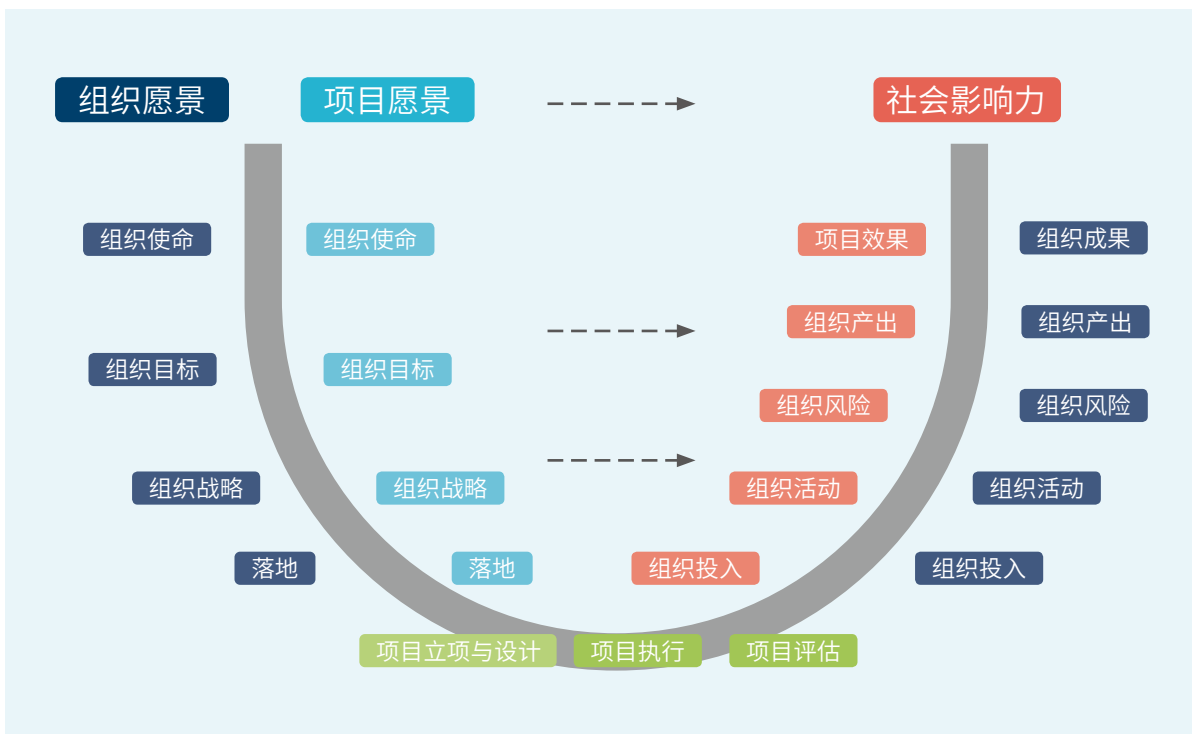 组织愿景
项目愿景
社会影响力
组织使命
组织使命
项目效果
组织成果
组织产出
组织产出
组织目标
组织目标
组织风险
组织风险
组织战略
组织战略
组织活动
组织活动
落地
落地
组织投入
组织投入
项目立项与设计
项目执行
项目评估